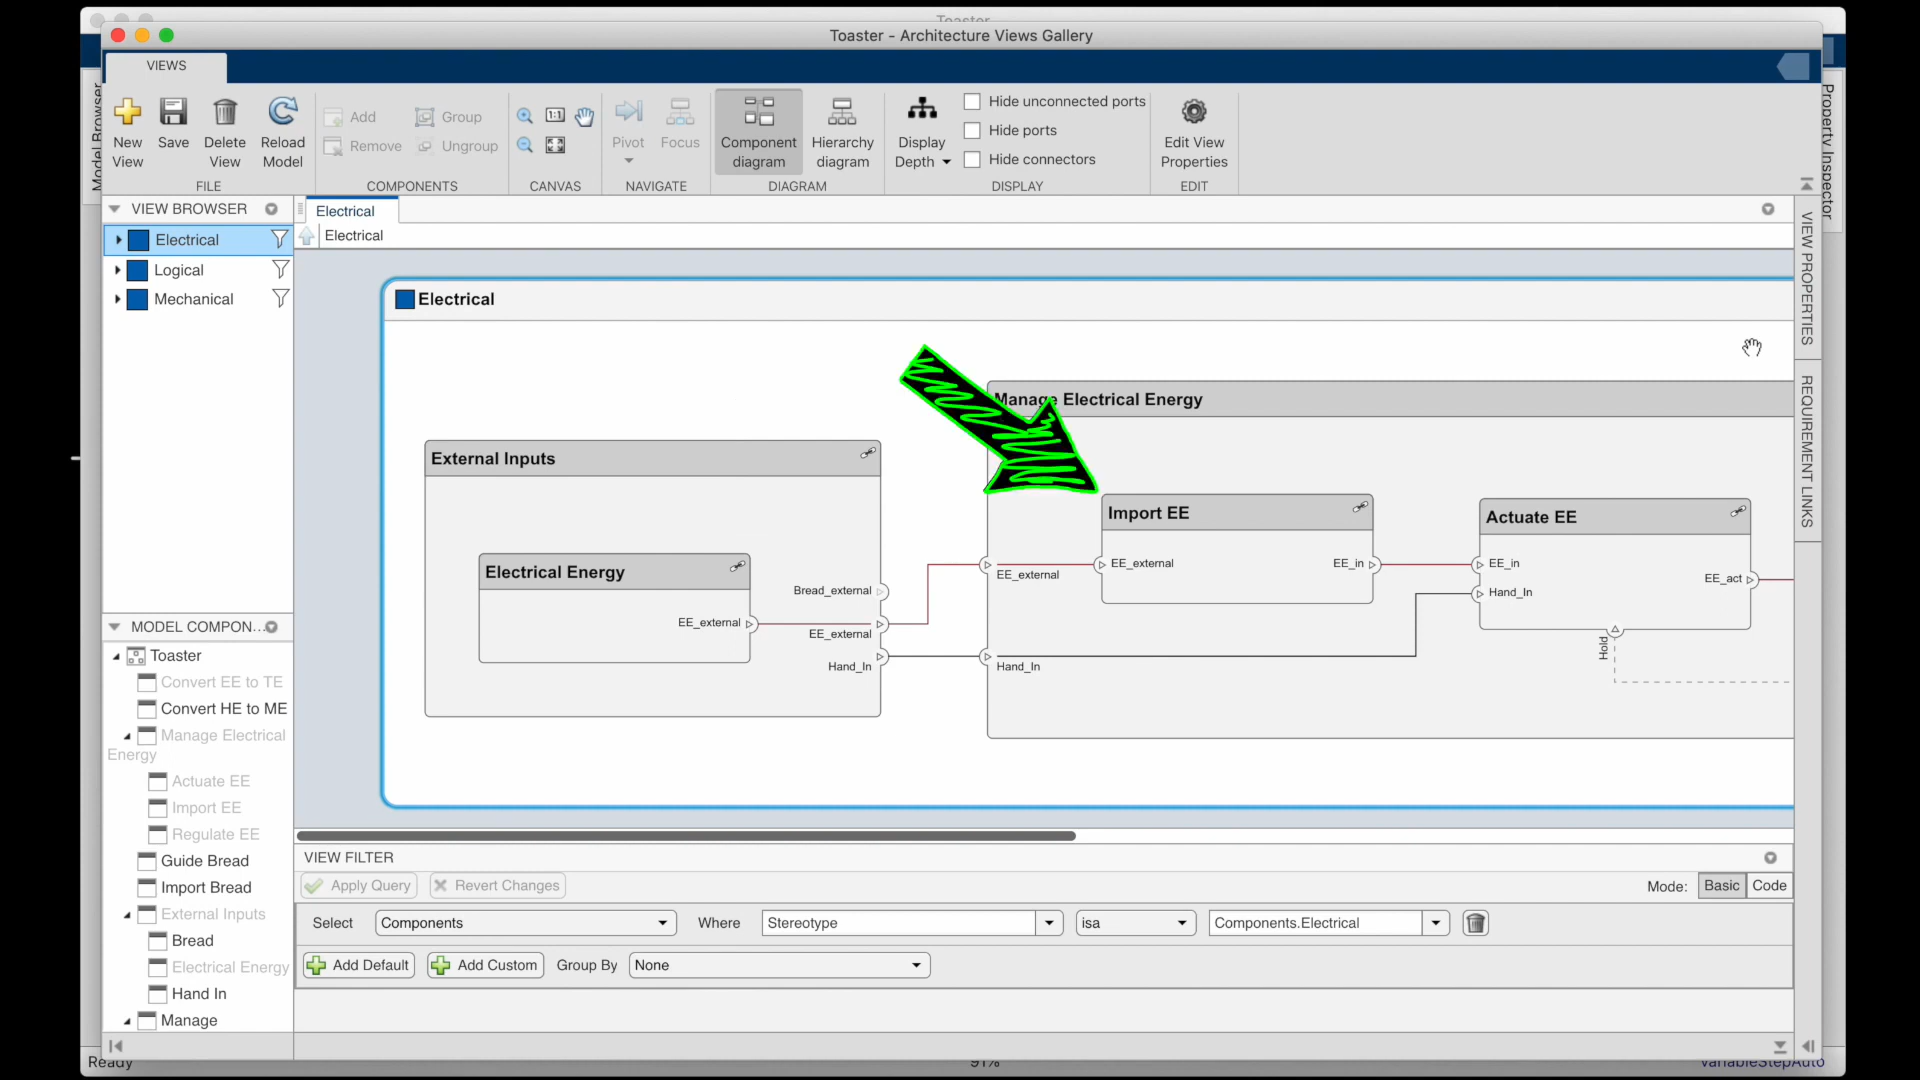 Toaster
Toaster - Architecture Views Gallery
VIEWS
New View
Save
Delete View
Reload Model
Add
Remove
Group
Ungroup
1:1
Pivot
Focus
Component diagram
Hierarchy diagram
Display Depth
Hide unconnected ports
Hide ports
Hide connectors
Edit View Properties
FILE
COMPONENTS
CANVAS
NAVIGATE
DIAGRAM
DISPLAY
EDIT
Model Browser
Property Inspector
VIEW BROWSER
Electrical
Logical
Mechanical
Electrical
Electrical
Electrical
External Inputs
Electrical Energy
EE_external
Bread_external
EE_external
Hand_In
Manage Electrical Energy
EE_external
Hand_In
Import EE
EE_external
EE_in
Actuate EE
EE_in
Hand_In
EE_act
Hold
VIEW PROPERTIES
REQUIREMENT LINKS
MODEL COMPON...
Toaster
Convert EE to TE
Convert HE to ME
Manage Electrical
Energy
Actuate EE
Import EE
Regulate EE
Guide Bread
Import Bread
External Inputs
Bread
Electrical Energy
Hand In
Manage
VIEW FILTER
Apply Query
Revert Changes
Mode: Basic Code
Select Components Where Stereotype isa Components.Electrical
Add Default Add Custom Group By None
Ready
91%
VariableStepAuto